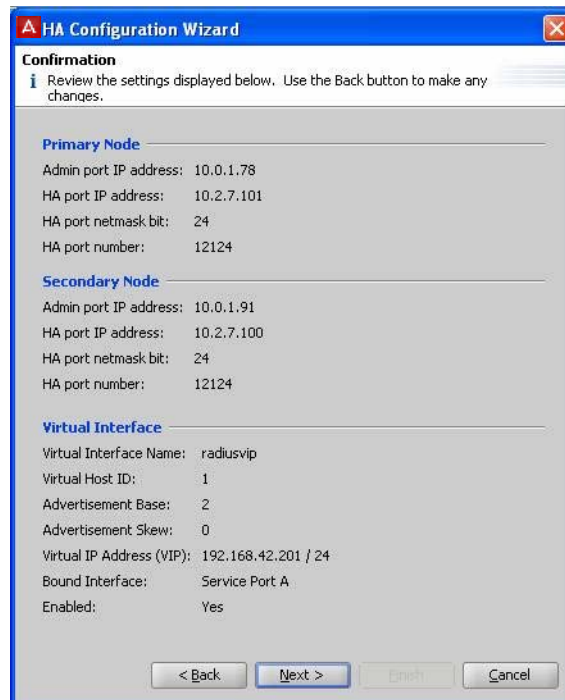 HA Configuration Wizard
Confirmation
i Review the settings displayed below. Use the Back button to make any
changes.
Primary Node
Admin port IP address: 10.0.1.78
HA port IP address: 10.2.7.101
HA port netmask bit: 24
HA port number: 12124
Secondary Node
Admin port IP address: 10.0.1.91
HA port IP address: 10.2.7.100
HA port netmask bit: 24
HA port number: 12124
Virtual Interface
Virtual Interface Name: radiusvip
Virtual Host ID: 1
Advertisement Base: 2
Advertisement Skew: 0
Virtual IP Address (VIP): 192.168.42.201 / 24
Bound Interface: Service Port A
Enabled: Yes
< Back Next > Finish Cancel